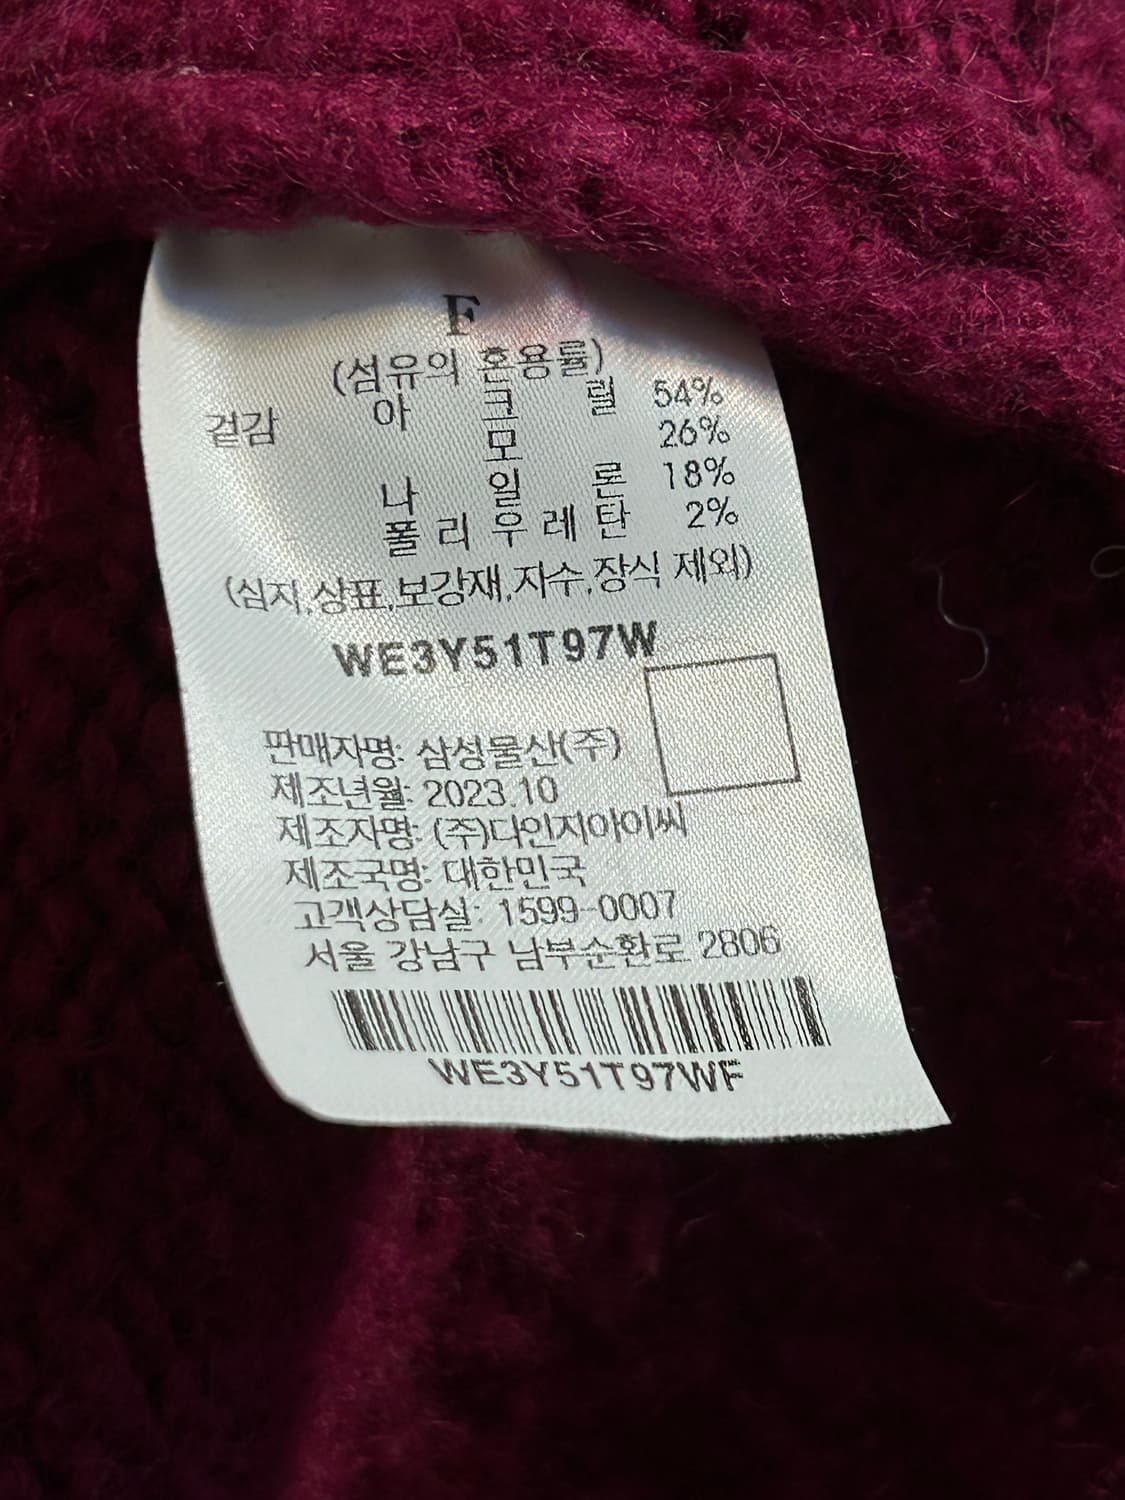 F
(섬유의 혼용률)
겉감 아 크 릴 54%
모 26%
나 일 론 18%
폴 리 우 레 탄 2%
(심지,상표,보강재,자수,장식 제외)
WE3Y51T97W
판매자명: 삼성물산(주)
제조년월: 2023.10
제조자명: (주)다인지아이씨
제조국명: 대한민국
고객상담실: 1599-0007
서울 강남구 남부순환로 2806
WE3Y51T97WF